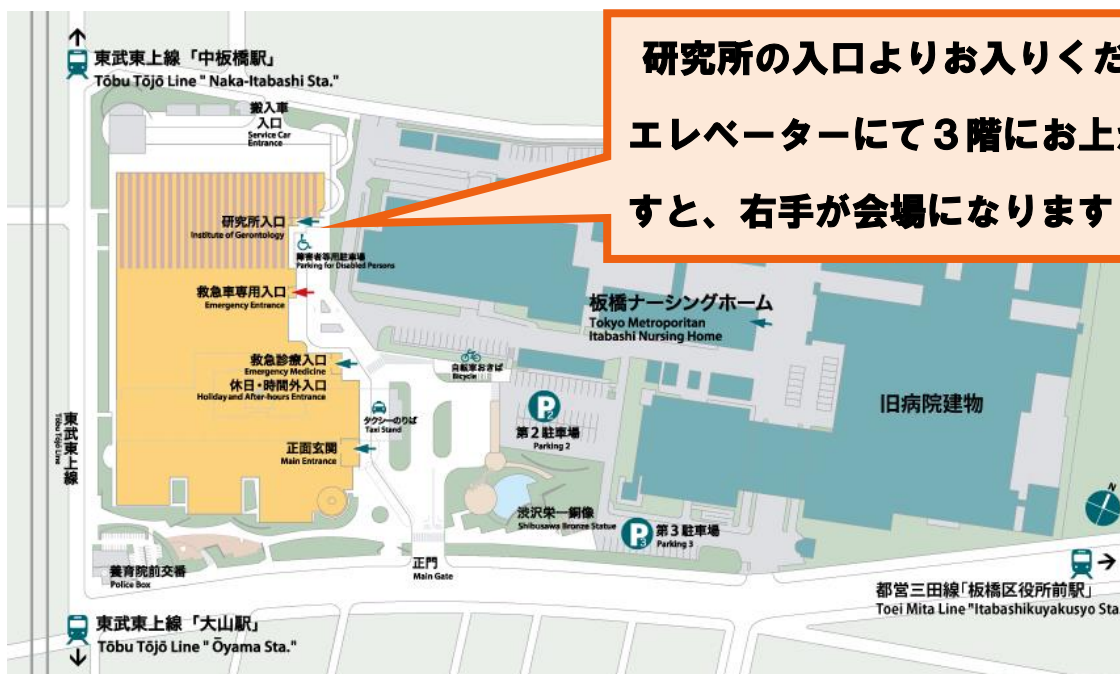 東武東上線「中板橋駅」
Tōbu Tōjō Line " Naka-Itabashi Sta."
研究所の入口よりお入りくだ
エレベーターにて３階にお上が
すと、右手が会場になります
搬入車
入口
Service Car
Entrance
研究所入口
Institute of Gerontology
障害者等用駐車場
Parking for Disabled Persons
救急車専用入口
Emergency Entrance
板橋ナーシングホーム
Tokyo Metroporitan
Itabashi Nursing Home
救急診療入口
Emergency Medicine
休日・時間外入口
Holiday and After-hours Entrance
自転車おきば
Bicycle
タクシーのりば
Taxi Stand
P2
第２駐車場
Parking 2
旧病院建物
正面玄関
Main Entrance
東武東上線
Tōbu Tōjō Line
渋沢栄一銅像
Shibusawa Bronze Statue
P3
第３駐車場
Parking 3
N
養育院前交番
Police Box
正門
Main Gate
都営三田線「板橋区役所前駅」
Toei Mita Line "Itabashikuyakusyo Sta
東武東上線「大山駅」
Tōbu Tōjō Line " Ōyama Sta."